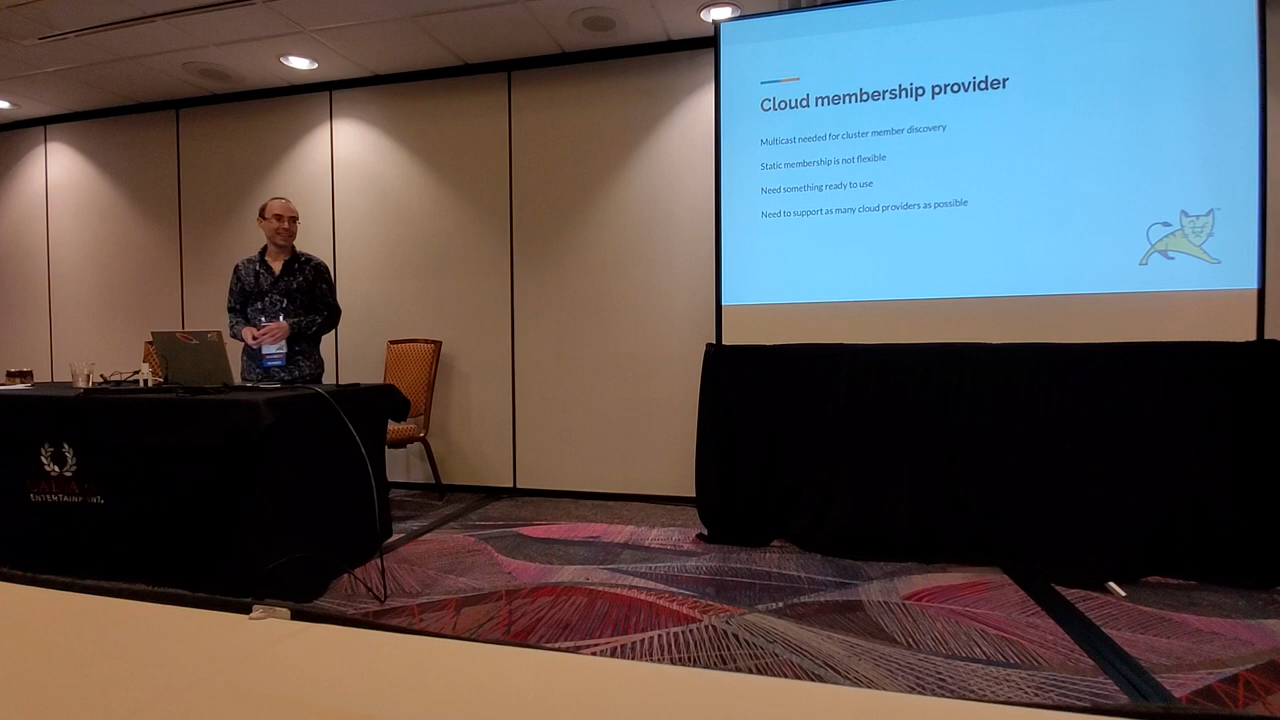 Cloud membership provider
Multicast needed for cluster member discovery
Static membership is not flexible
Need something ready to use
Need to support as many cloud providers as possible
ENTERTAINMENT